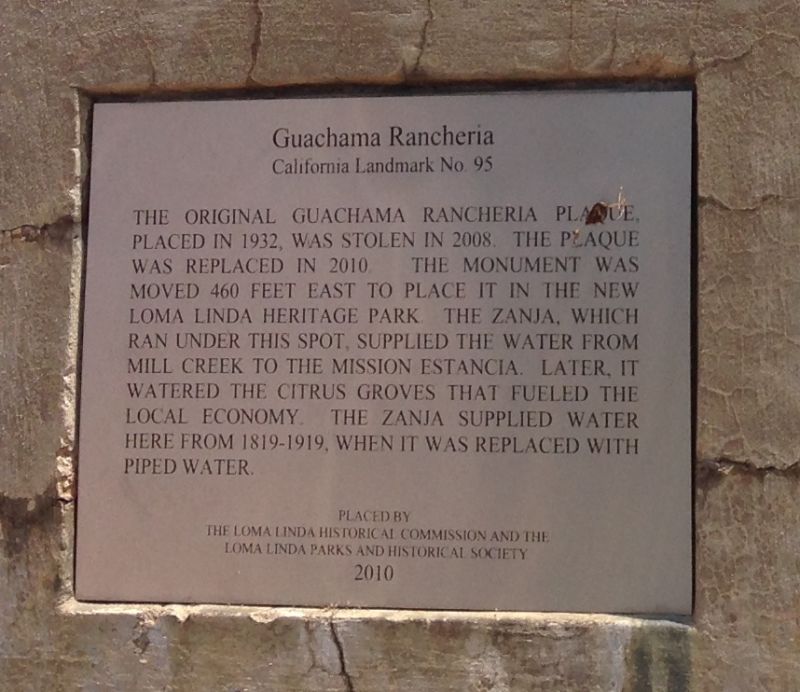 Guachama Rancheria
California Landmark No. 95
THE ORIGINAL GUACHAMA RANCHERIA PLAQUE,
PLACED IN 1932, WAS STOLEN IN 2008. THE PLAQUE
WAS REPLACED IN 2010. THE MONUMENT WAS
MOVED 460 FEET EAST TO PLACE IT IN THE NEW
LOMA LINDA HERITAGE PARK. THE ZANJA, WHICH
RAN UNDER THIS SPOT, SUPPLIED THE WATER FROM
MILL CREEK TO THE MISSION ESTANCIA. LATER, IT
WATERED THE CITRUS GROVES THAT FUELED THE
LOCAL ECONOMY. THE ZANJA SUPPLIED WATER
HERE FROM 1819-1919, WHEN IT WAS REPLACED WITH
PIPED WATER.
PLACED BY
THE LOMA LINDA HISTORICAL COMMISSION AND THE
LOMA LINDA PARKS AND HISTORICAL SOCIETY
2010